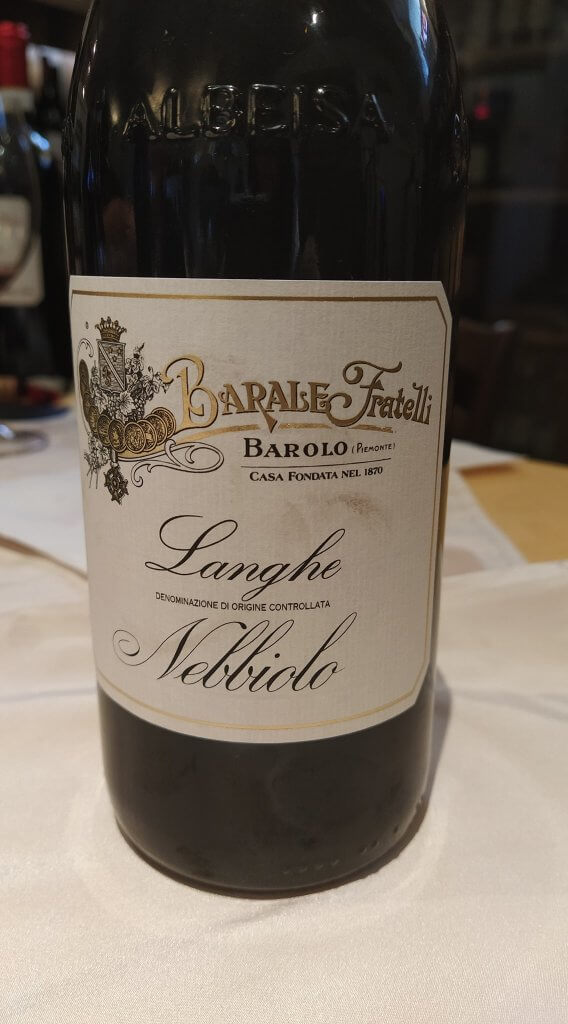 ALBEISA
BARALE Fratelli
BAROLO (PIEMONTE)
CASA FONDATA NEL 1870
Langhe
DENOMINAZIONE DI ORIGINE CONTROLLATA
Nebbiolo